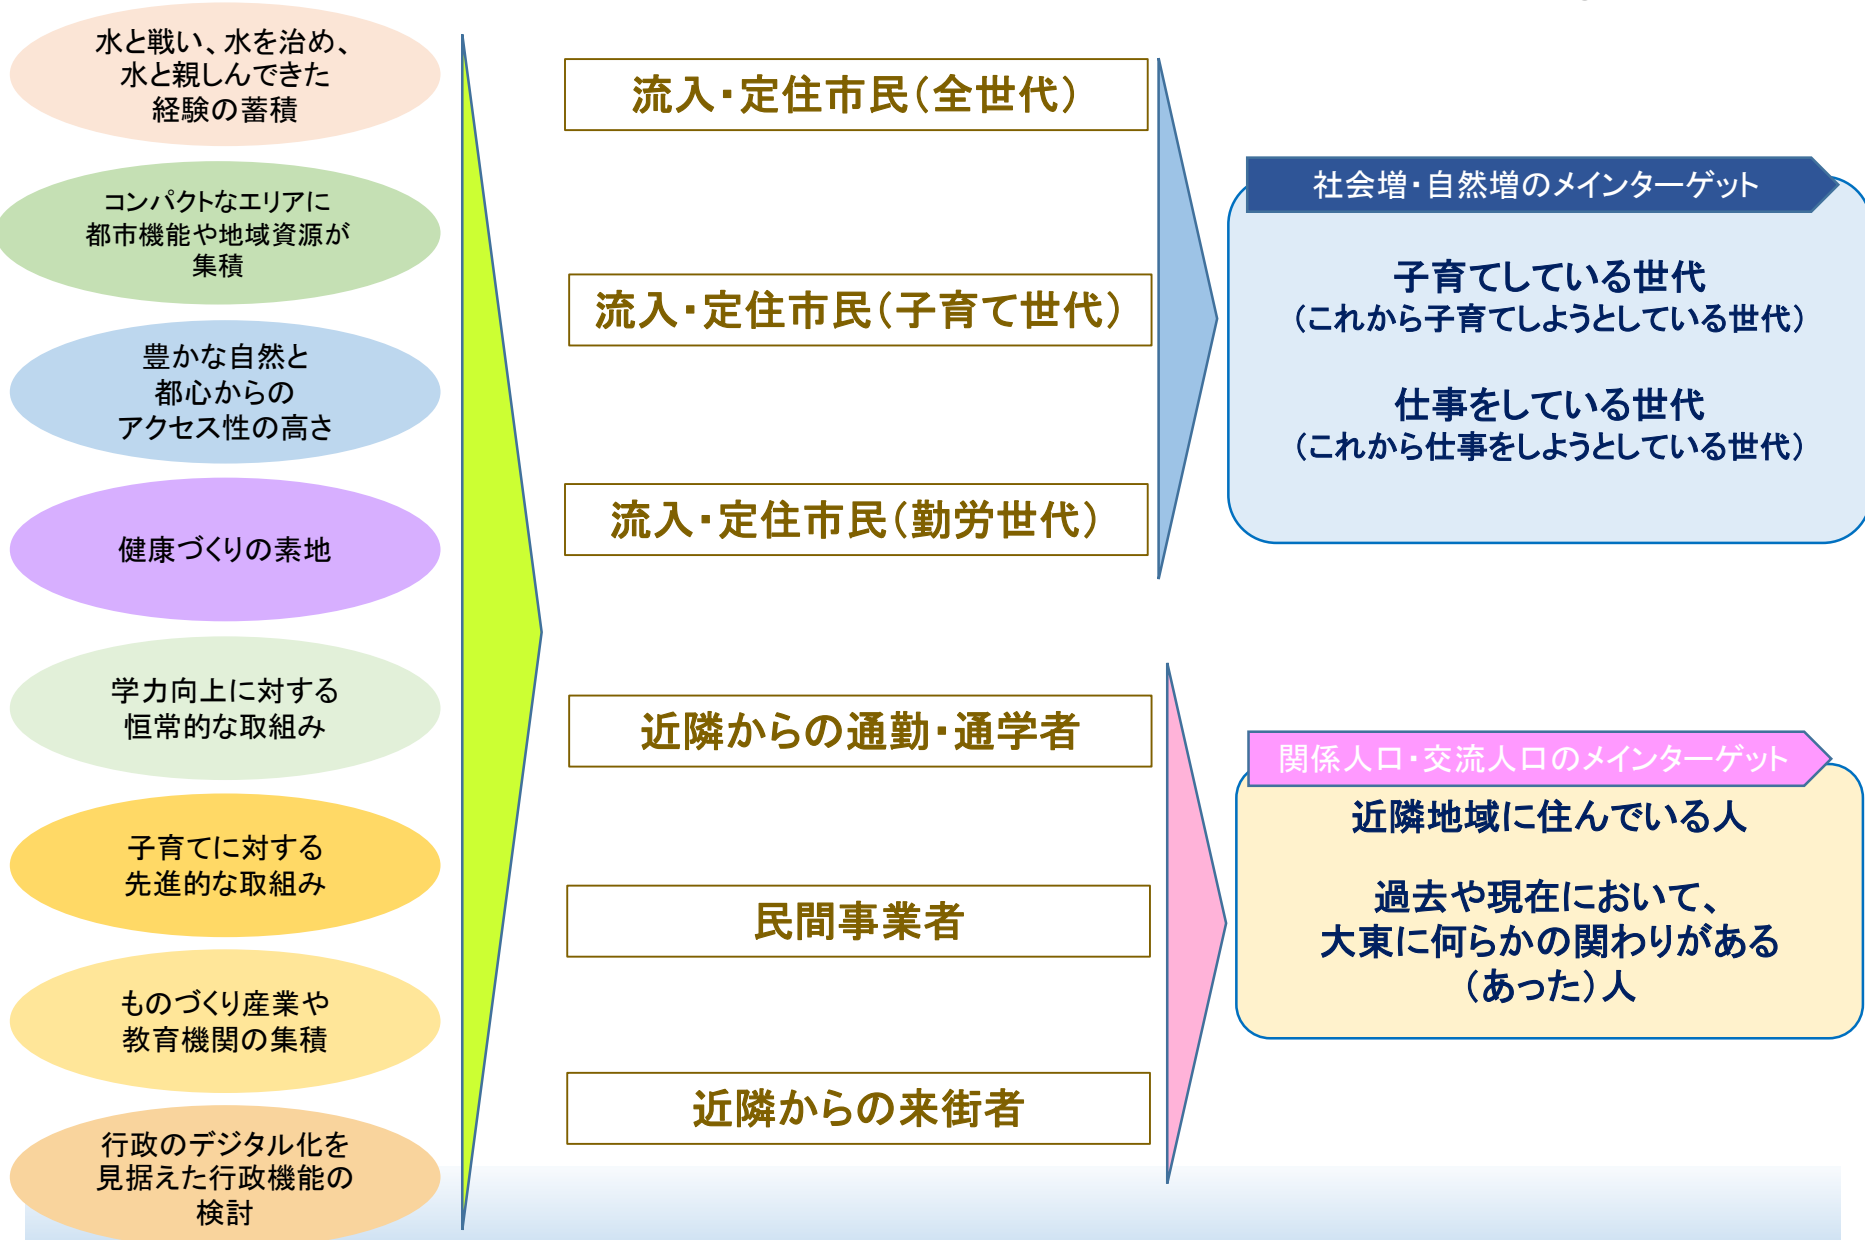 水と戦い、水を治め、
水と親しんできた
経験の蓄積
コンパクトなエリアに
都市機能や地域資源が
集積
豊かな自然と
都心からの
アクセス性の高さ
健康づくりの素地
学力向上に対する
恒常的な取組み
子育てに対する
先進的な取組み
ものづくり産業や
教育機関の集積
行政のデジタル化を
見据えた行政機能の
検討
流入・定住市民（全世代）
流入・定住市民（子育て世代）
流入・定住市民（勤労世代）
近隣からの通勤・通学者
民間事業者
近隣からの来街者
社会増・自然増のメインターゲット
子育てしている世代
（これから子育てしようとしている世代）
仕事をしている世代
（これから仕事をしようとしている世代）
関係人口・交流人口のメインターゲット
近隣地域に住んでいる人
過去や現在において、
大東に何らかの関わりがある
（あった）人